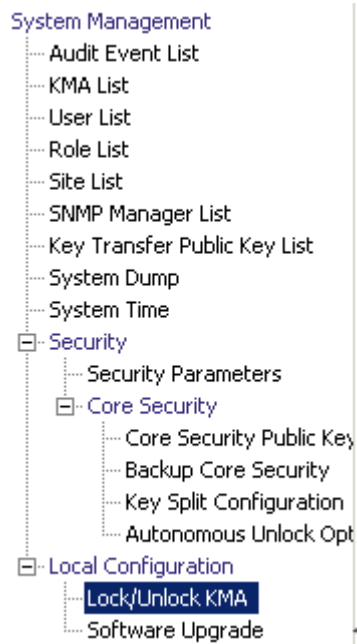 System Management
Audit Event List
KMA List
User List
Role List
Site List
SNMP Manager List
Key Transfer Public Key List
System Dump
System Time
Security
Security Parameters
Core Security
Core Security Public Key
Backup Core Security
Key Split Configuration
Autonomous Unlock Opt
Local Configuration
Lock/Unlock KMA
Software Upgrade